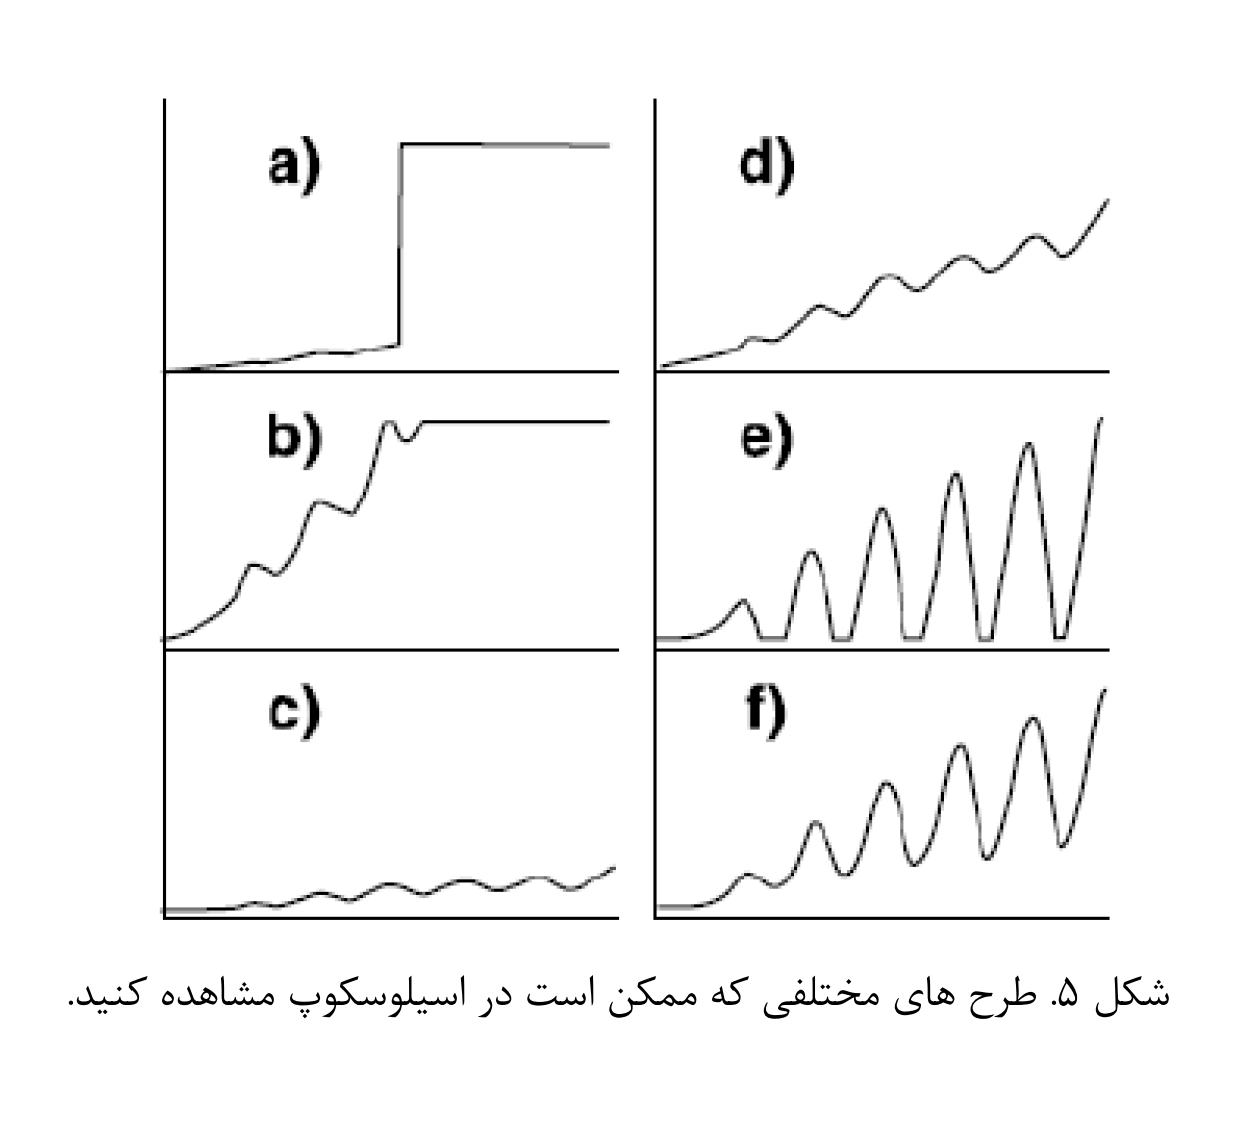 a)
d)
b)
e)
c)
f)
شکل ۵. طرح های مختلفی که ممکن است در اسیلوسکوپ مشاهده کنید.